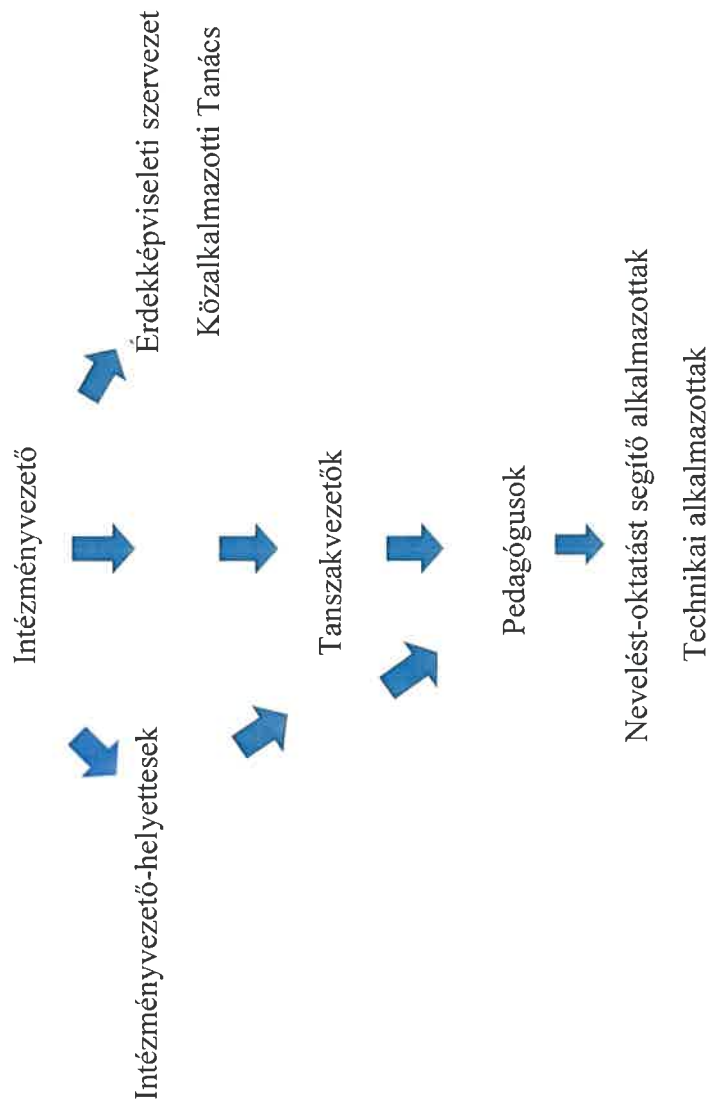 Intézményvezető
Intézményvezető-helyettesek
Érdekképviseleti szervezet
Közalkalmazotti Tanács
Tanszakvezetők
Pedagógusok
Nevelést-oktatást segítő alkalmazottak
Technikai alkalmazottak